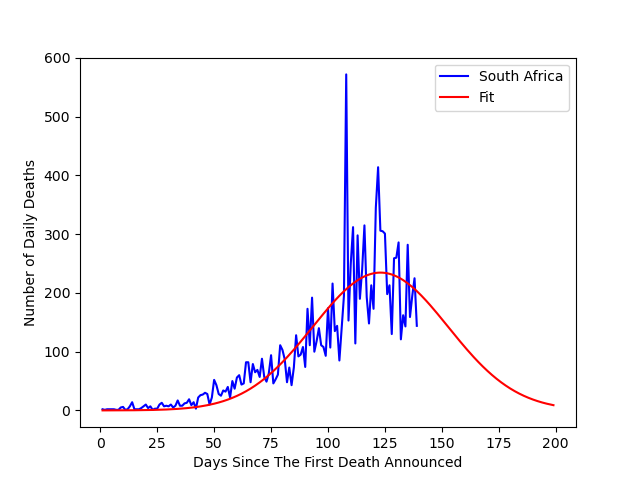 South Africa
Fit
Number of Daily Deaths
600
500
400
300
200
100
0
0 25 50 75 100 125 150 175 200
Days Since The First Death Announced